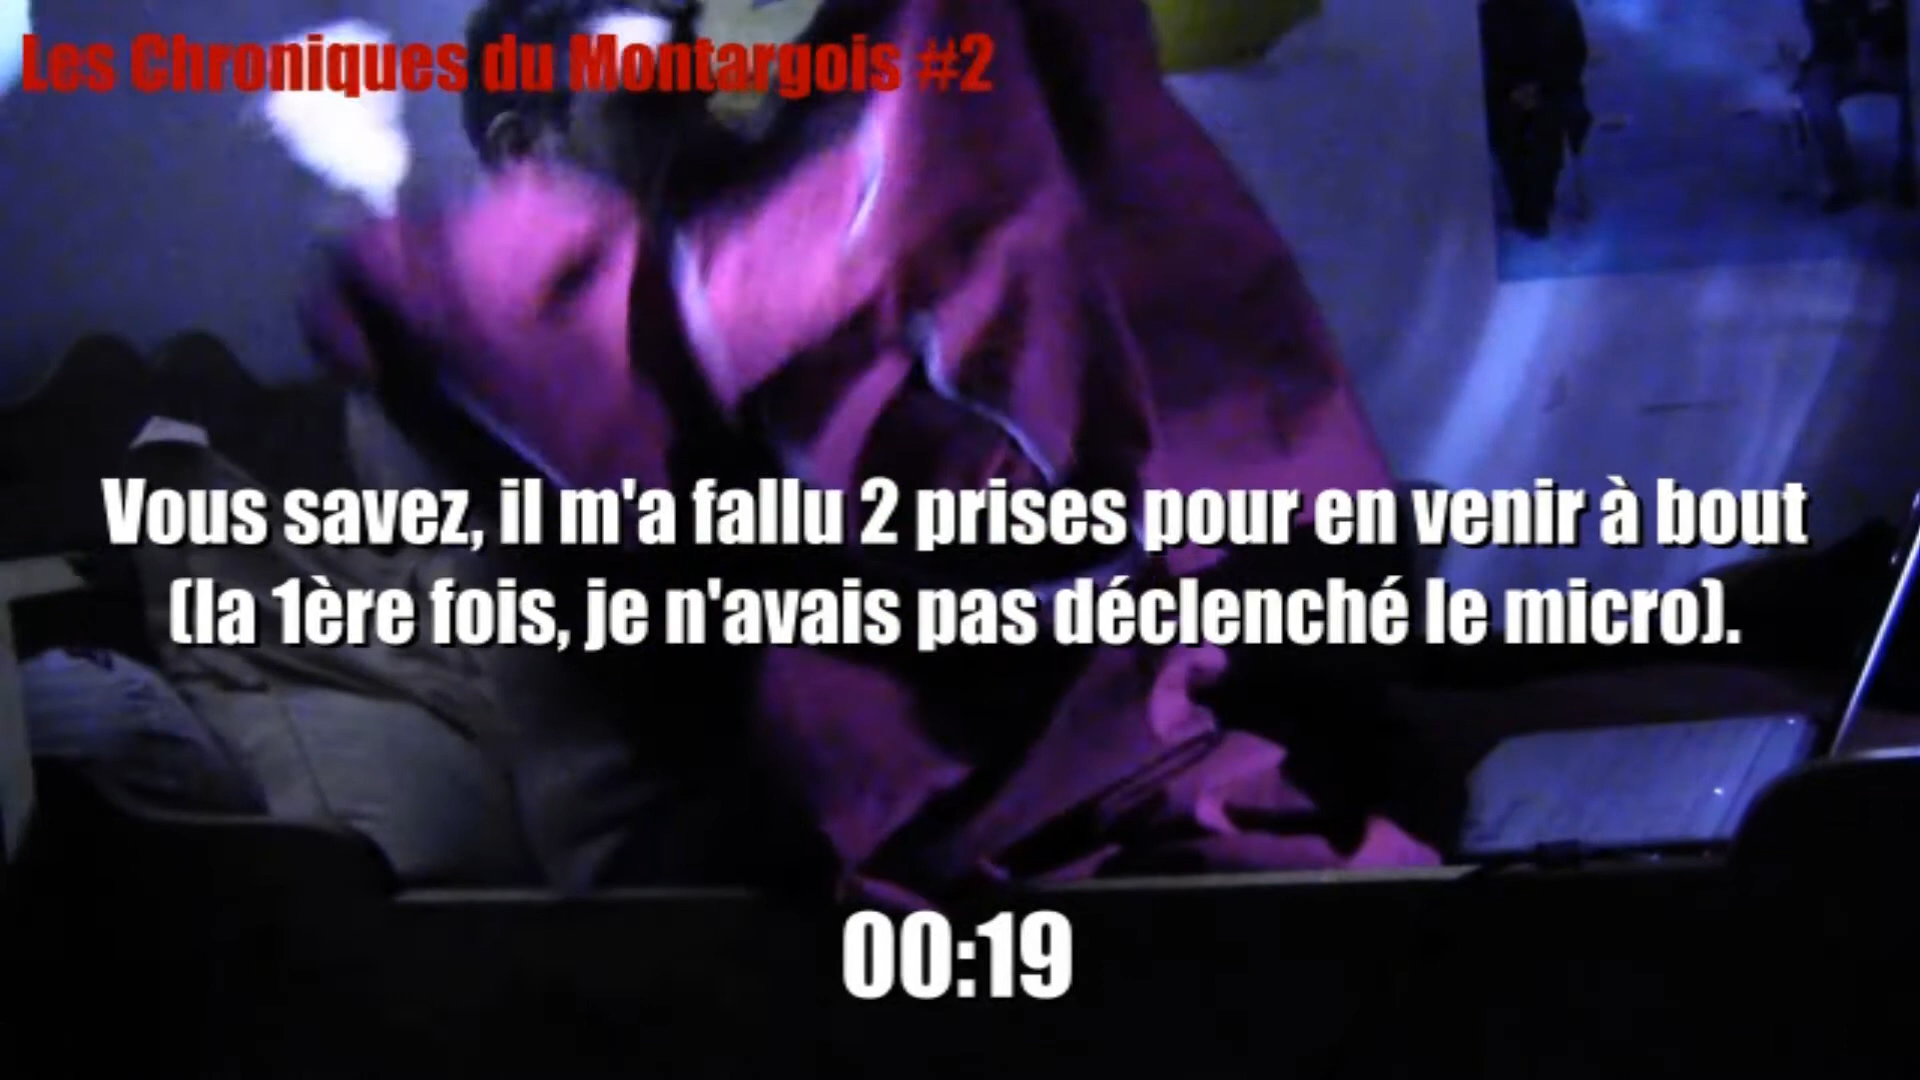 Les Chroniques du Montargois #2
Vous savez, il m'a fallu 2 prises pour en venir à bout
(la 1ère fois, je n'avais pas déclenché le micro).
00:19